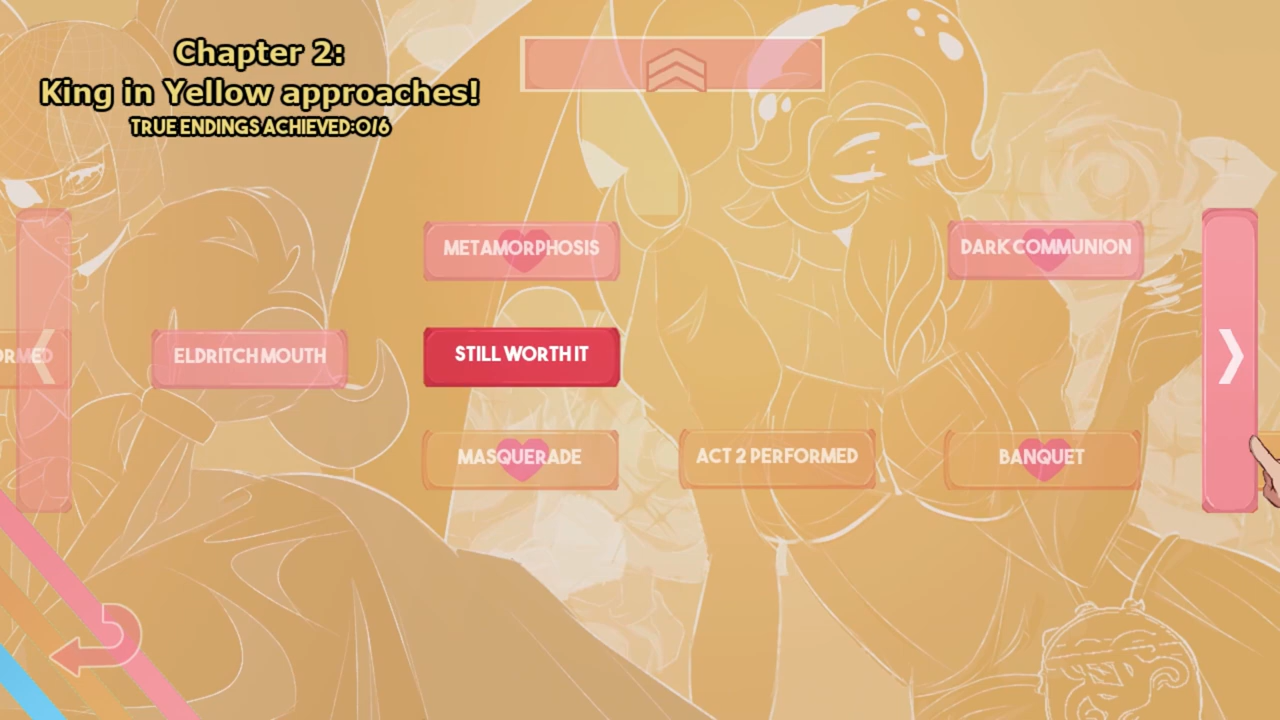 Chapter 2:
King in Yellow approaches!
TRUE ENDINGS ACHIEVED:0/6
METAMORPHOSIS
DARK COMMUNION
ORMED
ELDRITCH MOUTH
STILL WORTH IT
MASQUERADE
ACT 2 PERFORMED
BANQUET